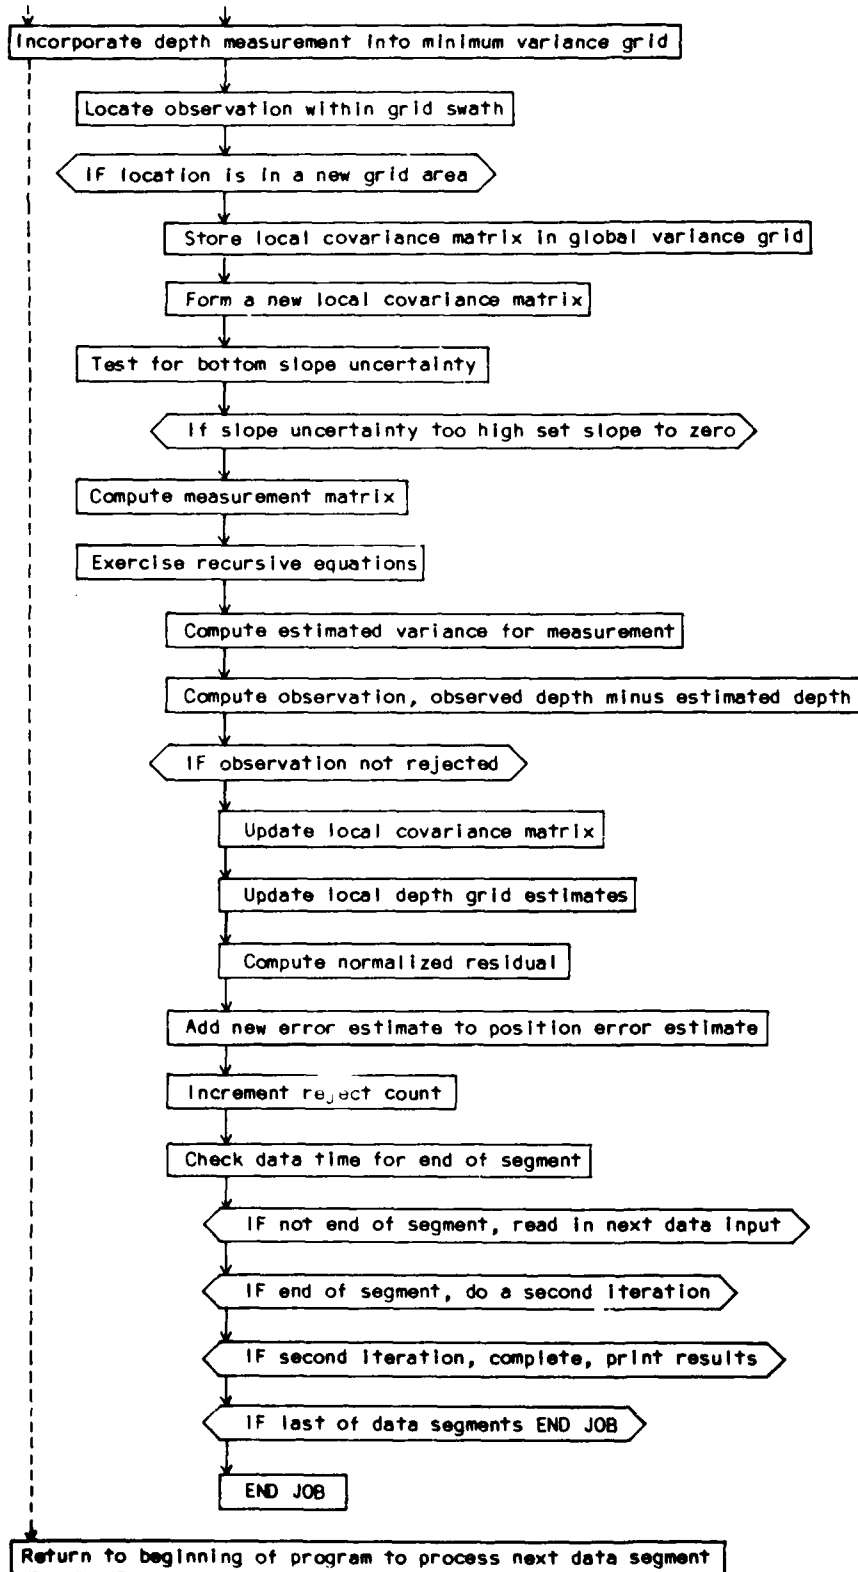 Incorporate depth measurement into minimum variance grid
Locate observation within grid swath
IF location is in a new grid area
Store local covariance matrix in global variance grid
Form a new local covariance matrix
Test for bottom slope uncertainty
If slope uncertainty too high set slope to zero
Compute measurement matrix
Exercise recursive equations
Compute estimated variance for measurement
Compute observation, observed depth minus estimated depth
IF observation not rejected
Update local covariance matrix
Update local depth grid estimates
Compute normalized residual
Add new error estimate to position error estimate
Increment reject count
Check data time for end of segment
IF not end of segment, read in next data input
IF end of segment, do a second iteration
IF second iteration, complete, print results
IF last of data segments END JOB
END JOB
Return to beginning of program to process next data segment